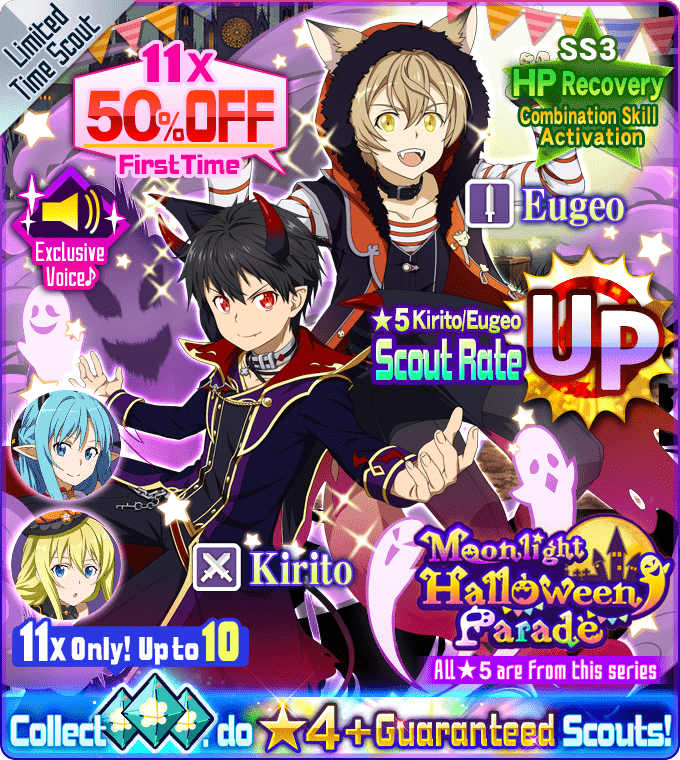 Limited
Time Scout
11x
50%OFF
First Time
SS3
HP Recovery
Combination Skill
Activation
Eugeo
Exclusive
Voice♪
★5 Kirito/Eugeo
Scout Rate
UP
Kirito
Moonlight
Halloween
Parade
11x Only! Up to 10
All★5 are from this series
Collect , do ★4+Guaranteed Scouts!